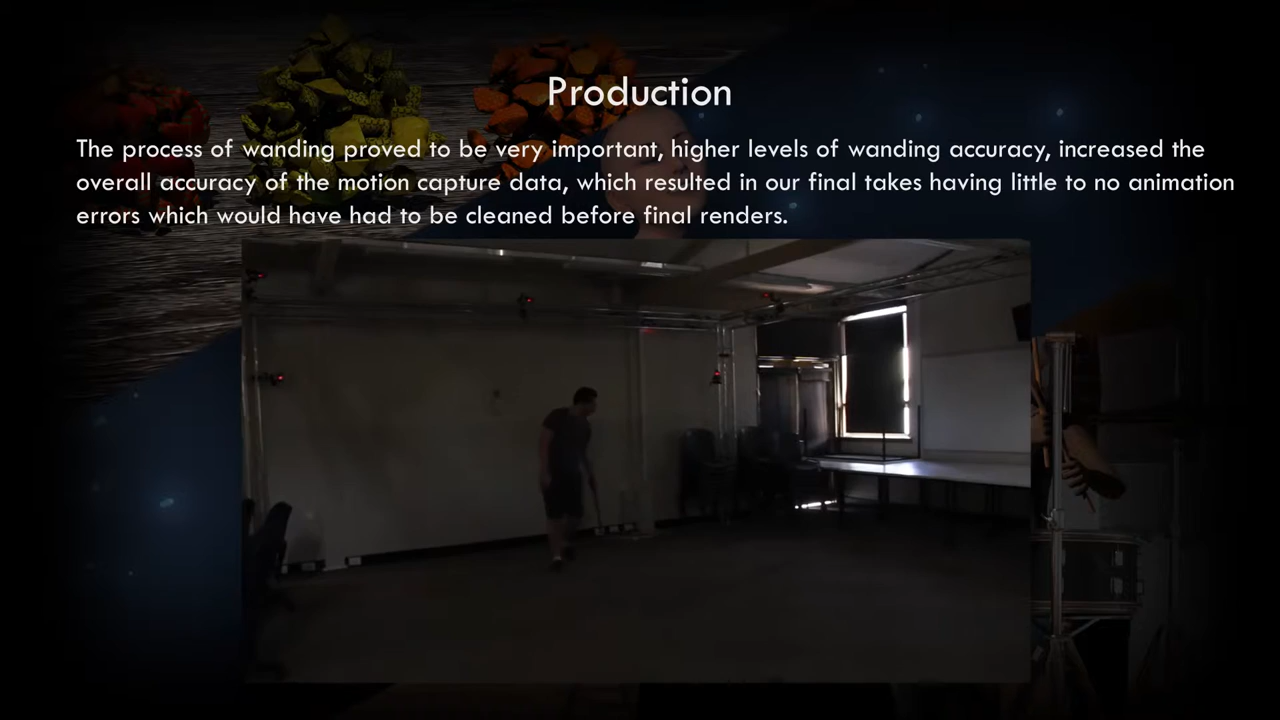 Production
The process of wanding proved to be very important, higher levels of wanding accuracy, increased the
overall accuracy of the motion capture data, which resulted in our final takes having little to no animation
errors which would have had to be cleaned before final renders.